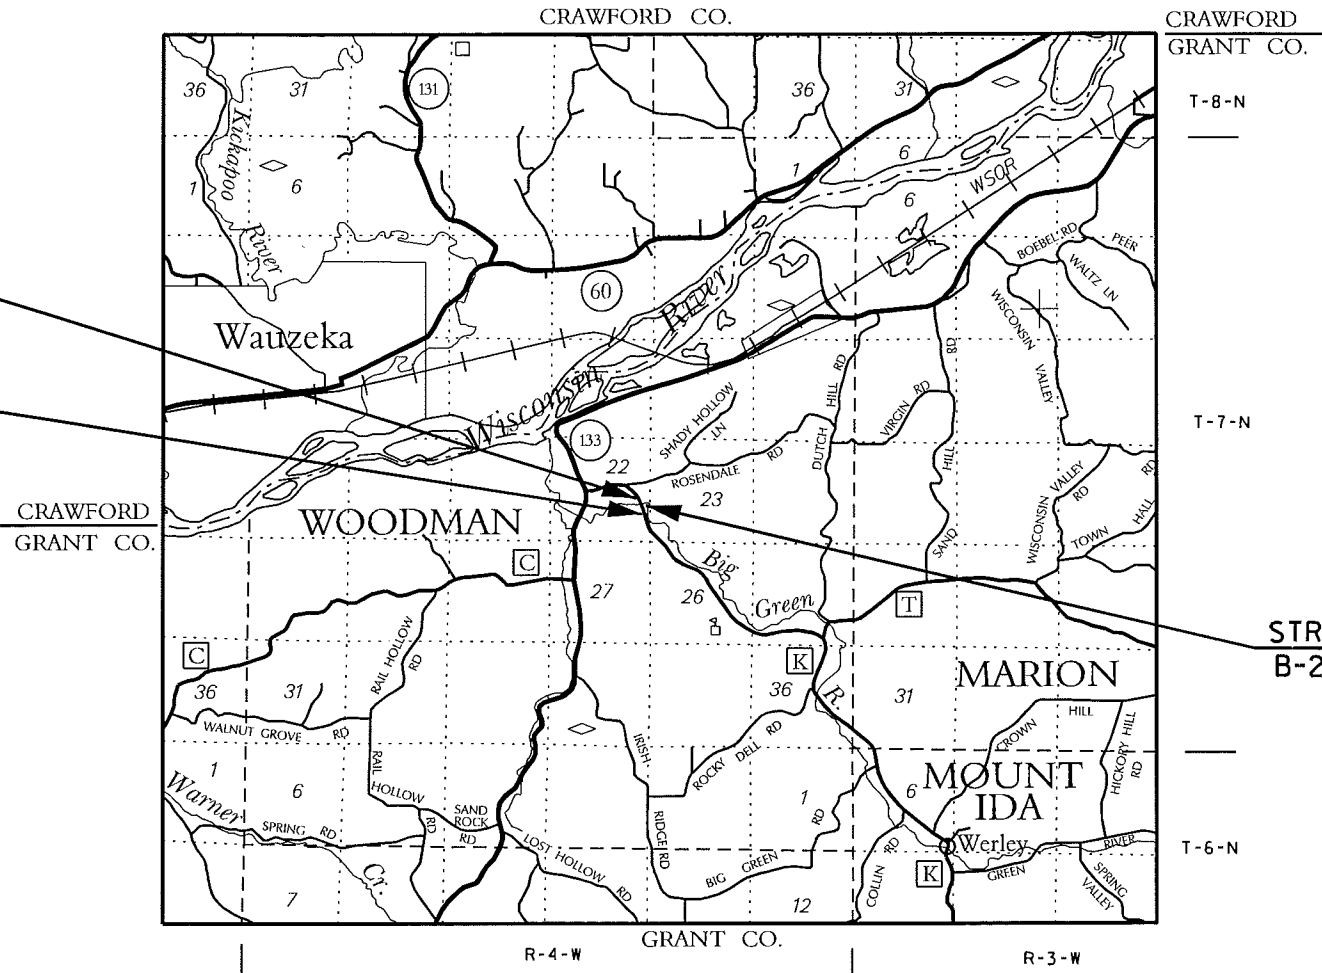 CRAWFORD CO.
CRAWFORD
GRANT CO.
36
31
131
36
31
T-8-N
Kickapoo
River
1
6
1
6
6
WSOR
BOEBEL RD
PEER
WALTZ LN
60
River
Wauzeka
WISCONSIN
VALLEY
Wisconsin
133
SHADY HOLLOW
LN
DUTCH HILL RD
VIRGIN RD
SAND HILL RD
T-7-N
22
ROSENDALE RD
23
WISCONSIN VALLEY
RD
TOWN HALL RD
CRAWFORD
GRANT CO.
WOODMAN
C
27
26
Big
Green
R.
T
K
STR
B-2
C
36
31
RAIL HOLLOW
RD
36
31
MARION
WALNUT GROVE RD
IRISH
RIDGE RD
ROCKY DELL RD
CROWN
HILL
HICKORY HILL
RD
1
6
RAIL
HOLLOW
RD
SAND
ROCK
RD
1
6
MOUNT
IDA
Warner
Cr.
SPRING RD
LOST HOLLOW RD
BIG GREEN
RD
COLLIN RD
Werley
GREEN
RIVER
SPRING
VALLEY
T-6-N
7
12
K
GRANT CO.
R-4-W
R-3-W